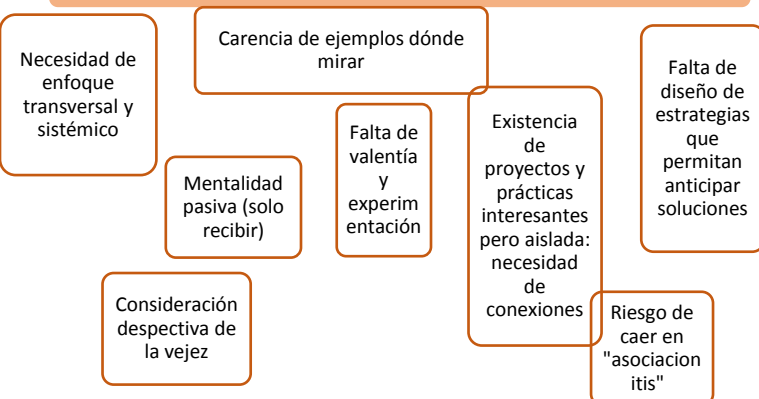 Necesidad de
enfoque
transversal y
sistémico
Carencia de ejemplos dónde
mirar
Falta de
diseño de
estrategias
que
permitan
anticipar
soluciones
Mentalidad
pasiva (solo
recibir)
Falta de
valentía
y
experim
entación
Existencia
de
proyectos y
prácticas
interesantes
pero aislada:
necesidad
de
conexiones
Consideración
despectiva de
la vejez
Riesgo de
caer en
"asociacion
itis"